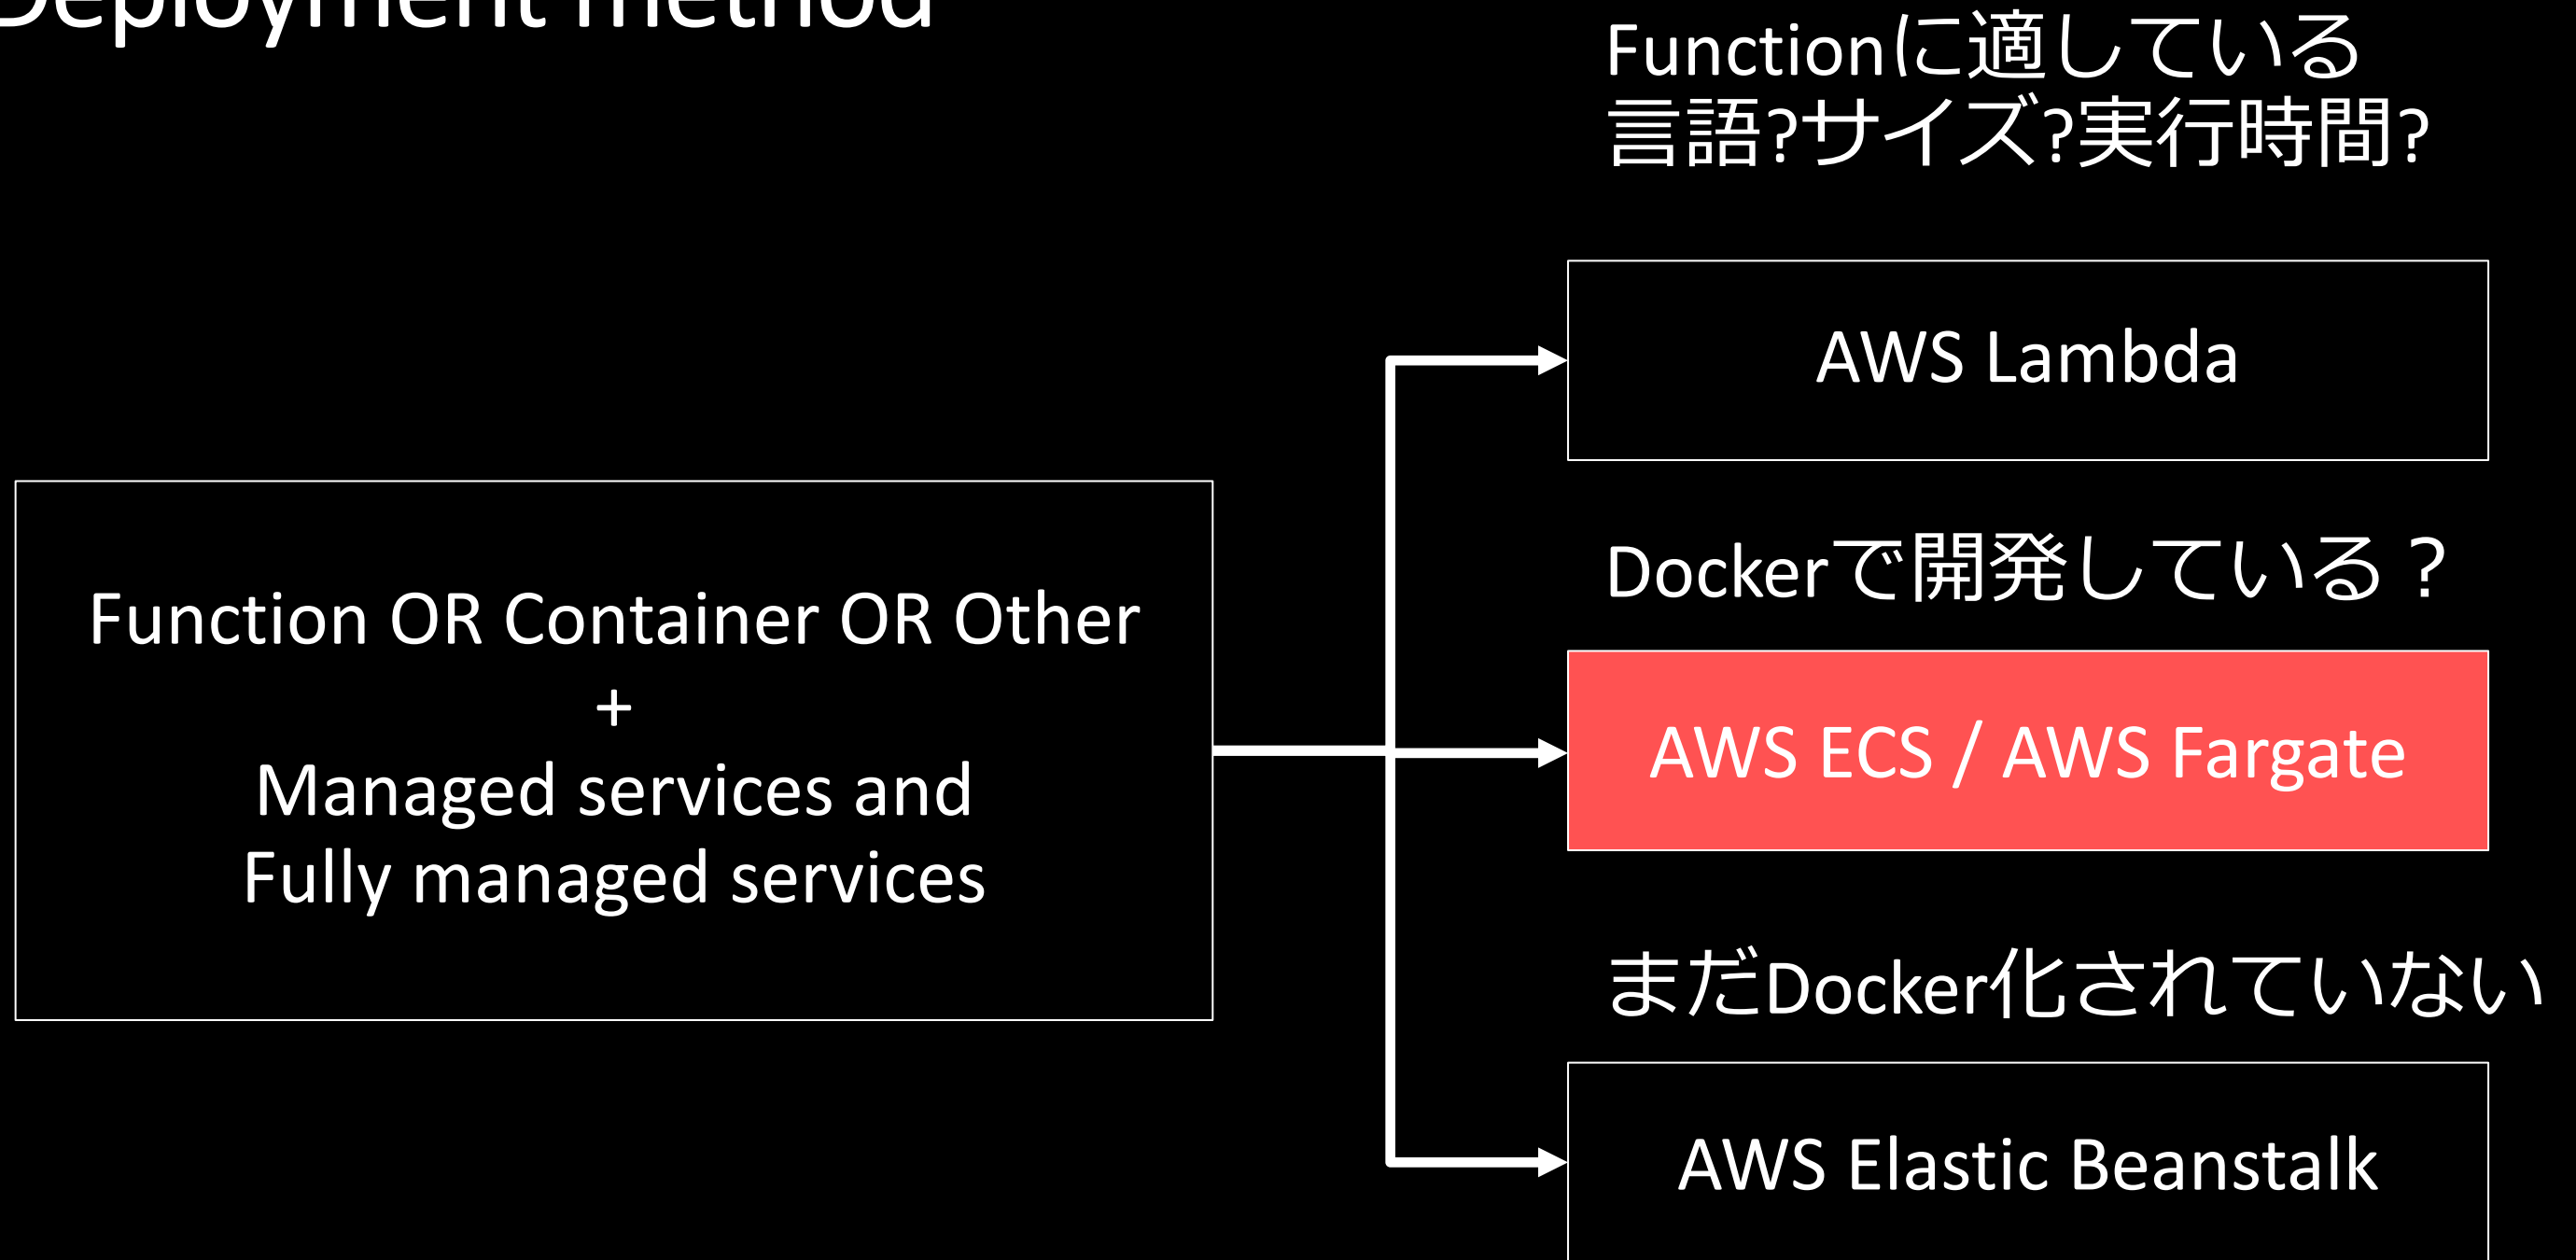 Deployment method
Functionに適している
言語?サイズ?実行時間?
AWS Lambda
Function OR Container OR Other
+
Managed services and
Fully managed services
Dockerで開発している？
AWS ECS / AWS Fargate
まだDocker化されていない
AWS Elastic Beanstalk